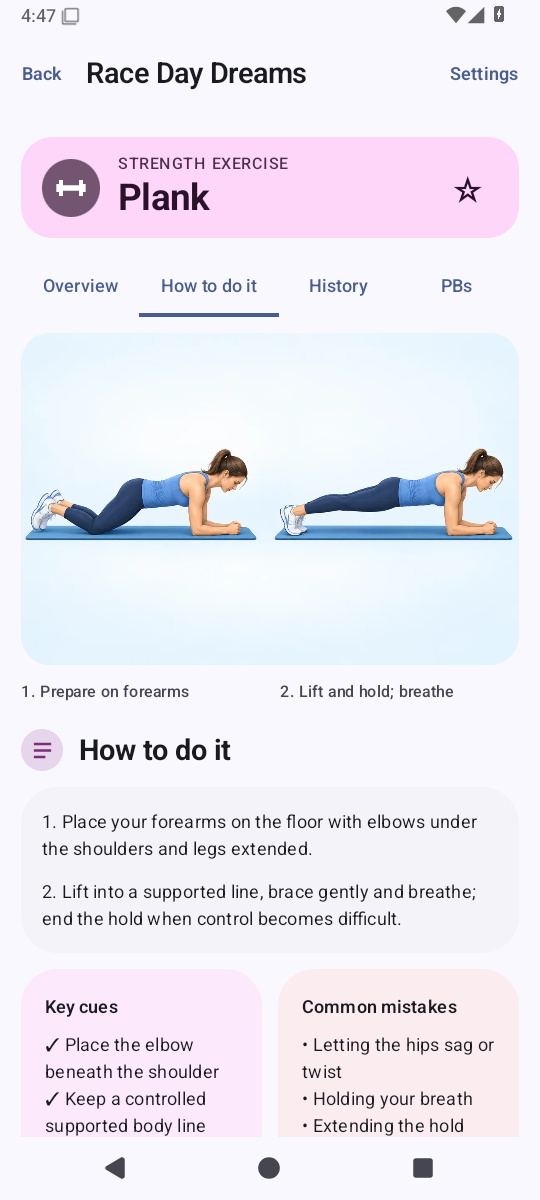 4:47
Back
Race Day Dreams
Settings
STRENGTH EXERCISE
Plank
Overview
How to do it
History
PBs
1. Prepare on forearms
2. Lift and hold; breathe
How to do it
1. Place your forearms on the floor with elbows under
the shoulders and legs extended.
2. Lift into a supported line, brace gently and breathe;
end the hold when control becomes difficult.
Key cues
✓ Place the elbow
beneath the shoulder
✓ Keep a controlled
supported body line
Common mistakes
• Letting the hips sag or
twist
• Holding your breath
• Extending the hold